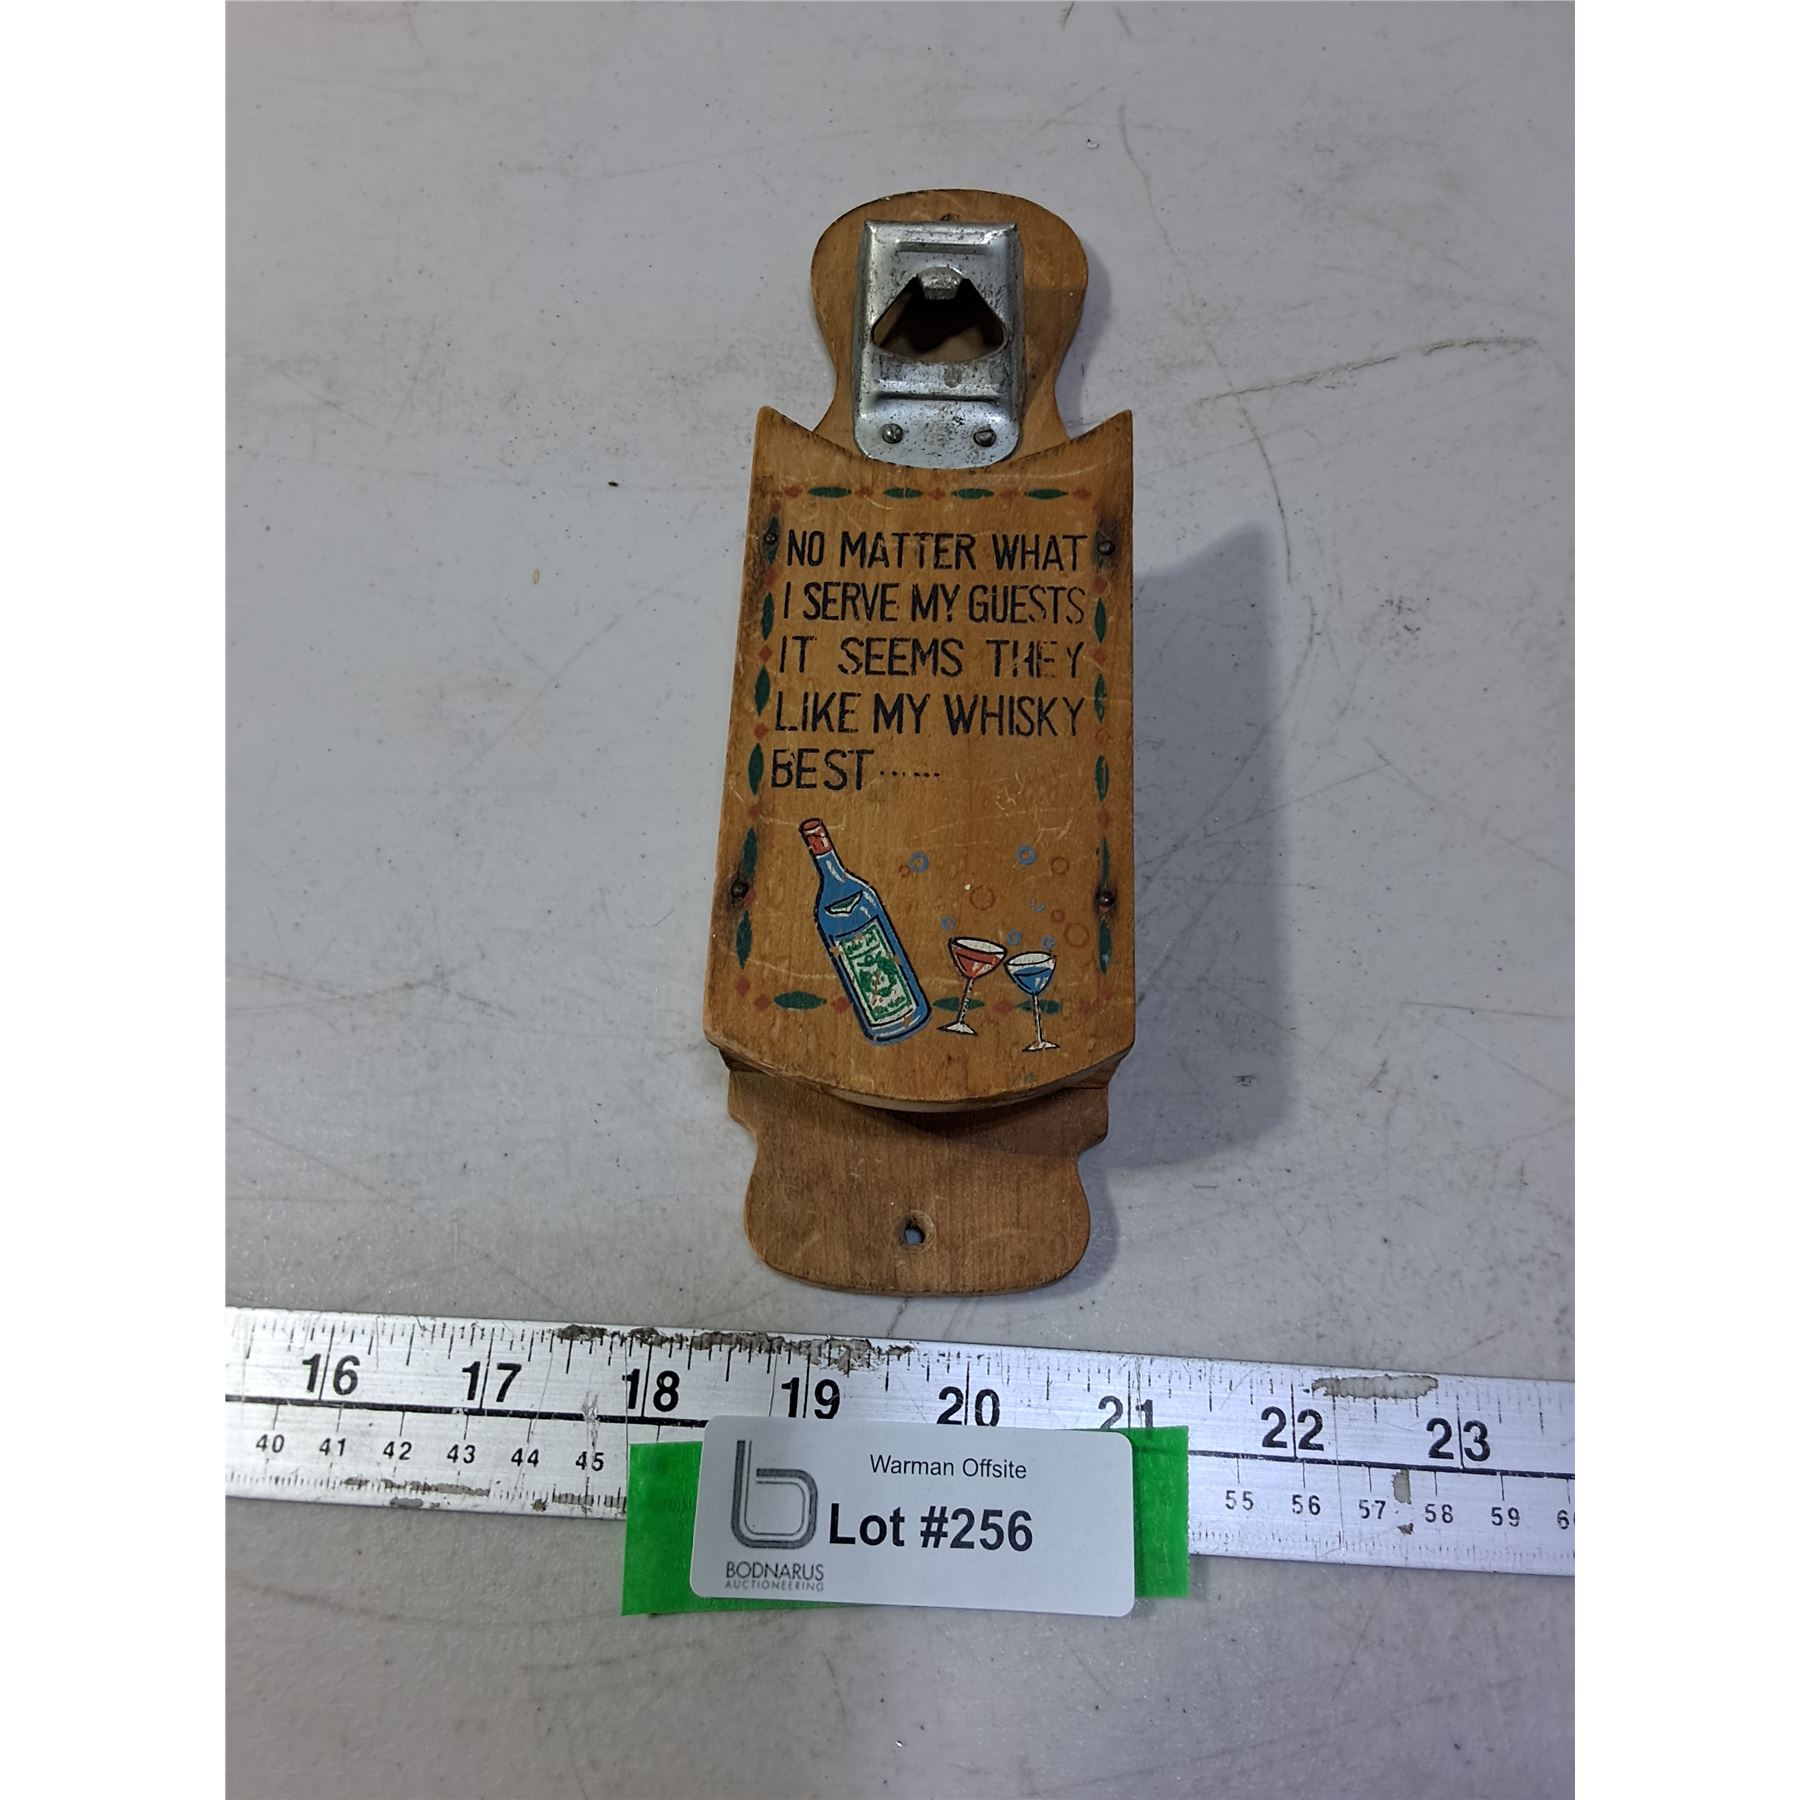 NO MATTER WHAT
I SERVE MY GUESTS
IT SEEMS THEY
LIKE MY WHISKY
BEST......
16 17 18 19 20 21 22 23
40 41 42 43 44 45 55 56 57 58 59
Warman Offsite
Lot #256
BODNARUS
AUCTIONEERING